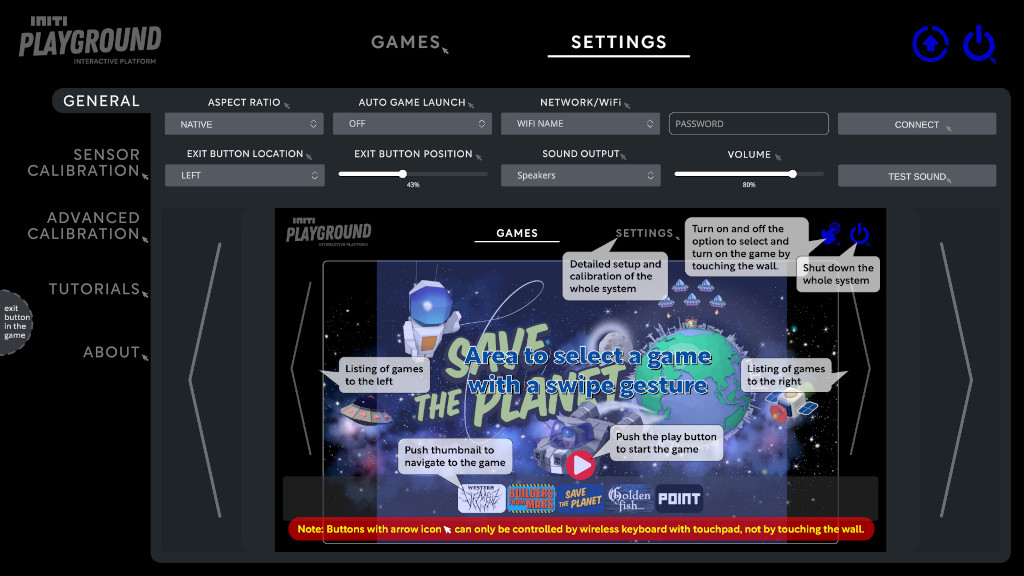 INITI
PLAYGROUND
INTERACTIVE PLATFORM
GAMES
SETTINGS
GENERAL
SENSOR
CALIBRATION
ADVANCED
CALIBRATION
TUTORIALS
ABOUT
exit
button
in the
game
ASPECT RATIO
AUTO GAME LAUNCH
NETWORK/WiFi
NATIVE
OFF
WIFI NAME
PASSWORD
CONNECT
EXIT BUTTON LOCATION
EXIT BUTTON POSITION
SOUND OUTPUT
VOLUME
LEFT
43%
Speakers
80%
TEST SOUND
INITI
PLAYGROUND
INTERACTIVE PLATFORM
GAMES
SETTINGS
Turn on and off the
option to select and
turn on the game by
touching the wall.
Detailed setup and
calibration of the
whole system
Shut down the
whole system
SAVE
THE PLANET
Area to select a game
with a swipe gesture
Listing of games
to the left
Listing of games
to the right
Push thumbnail to
navigate to the game
Push the play button
to start the game
WESTERN
BUILDERS
FROM MARS
SAVE
THE PLANET
Golden
fish...
POINT
Note: Buttons with arrow icon can only be controlled by wireless keyboard with touchpad, not by touching the wall.